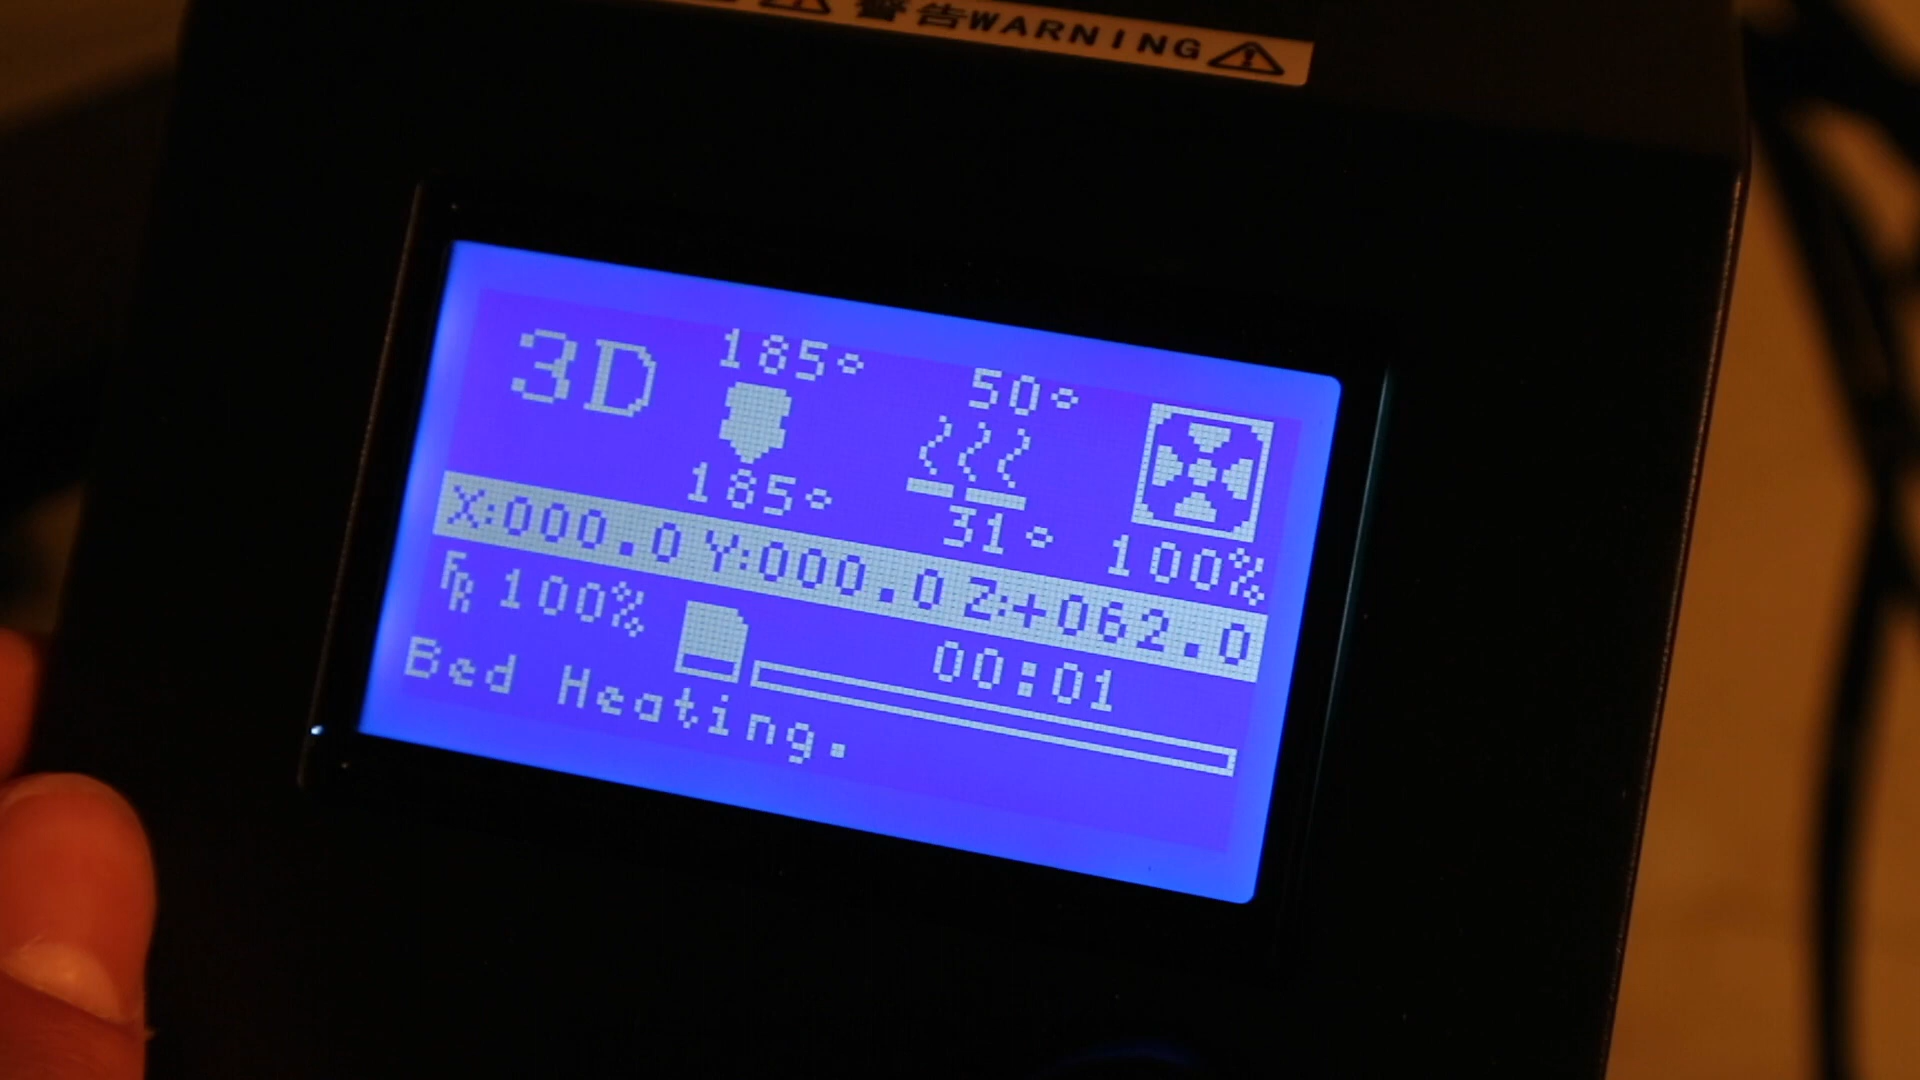 警告WARNING
3D 185° 50°
185° 31° 100%
X:000.0 Y:000.0 Z:+062.0
FR 100% 00:01
Bed Heating.